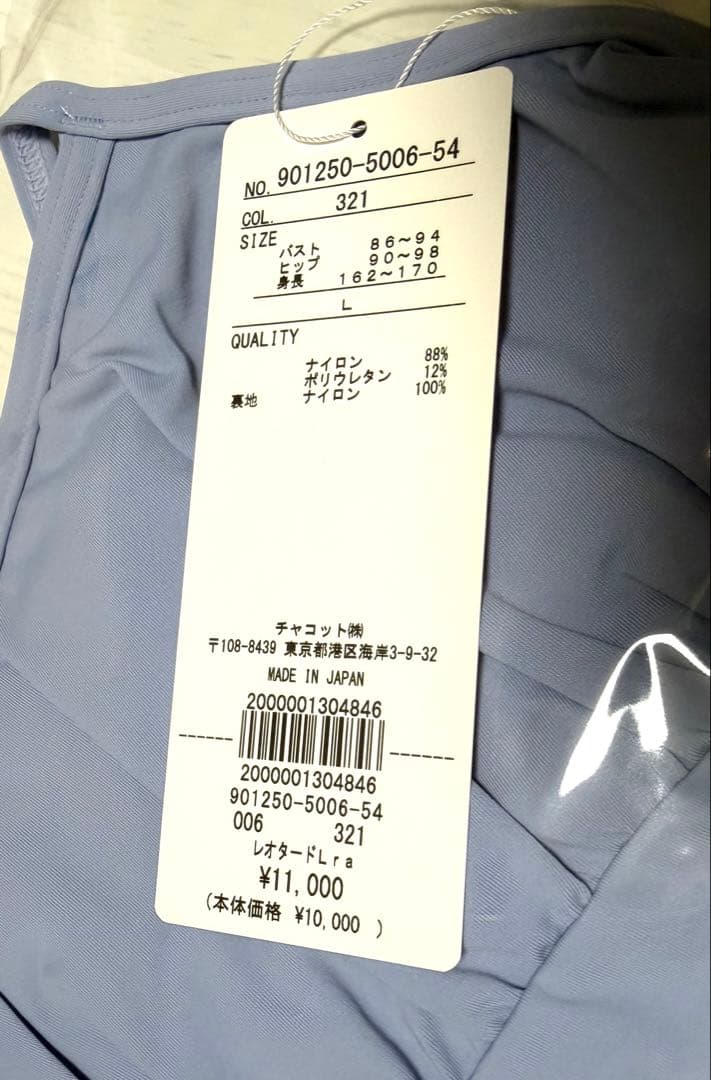 NO. 901250-5006-54
COL. 321
SIZE
バスト 86~94
ヒップ 90~98
身長 162~170
L
QUALITY
ナイロン 88%
ポリウレタン 12%
裏地 ナイロン 100%
チャコット㈱
〒108-8439 東京都港区海岸3-9-32
MADE IN JAPAN
2000001304846
2000001304846
901250-5006-54
006 321
レオタードLra
¥11,000
(本体価格 ¥10,000 )